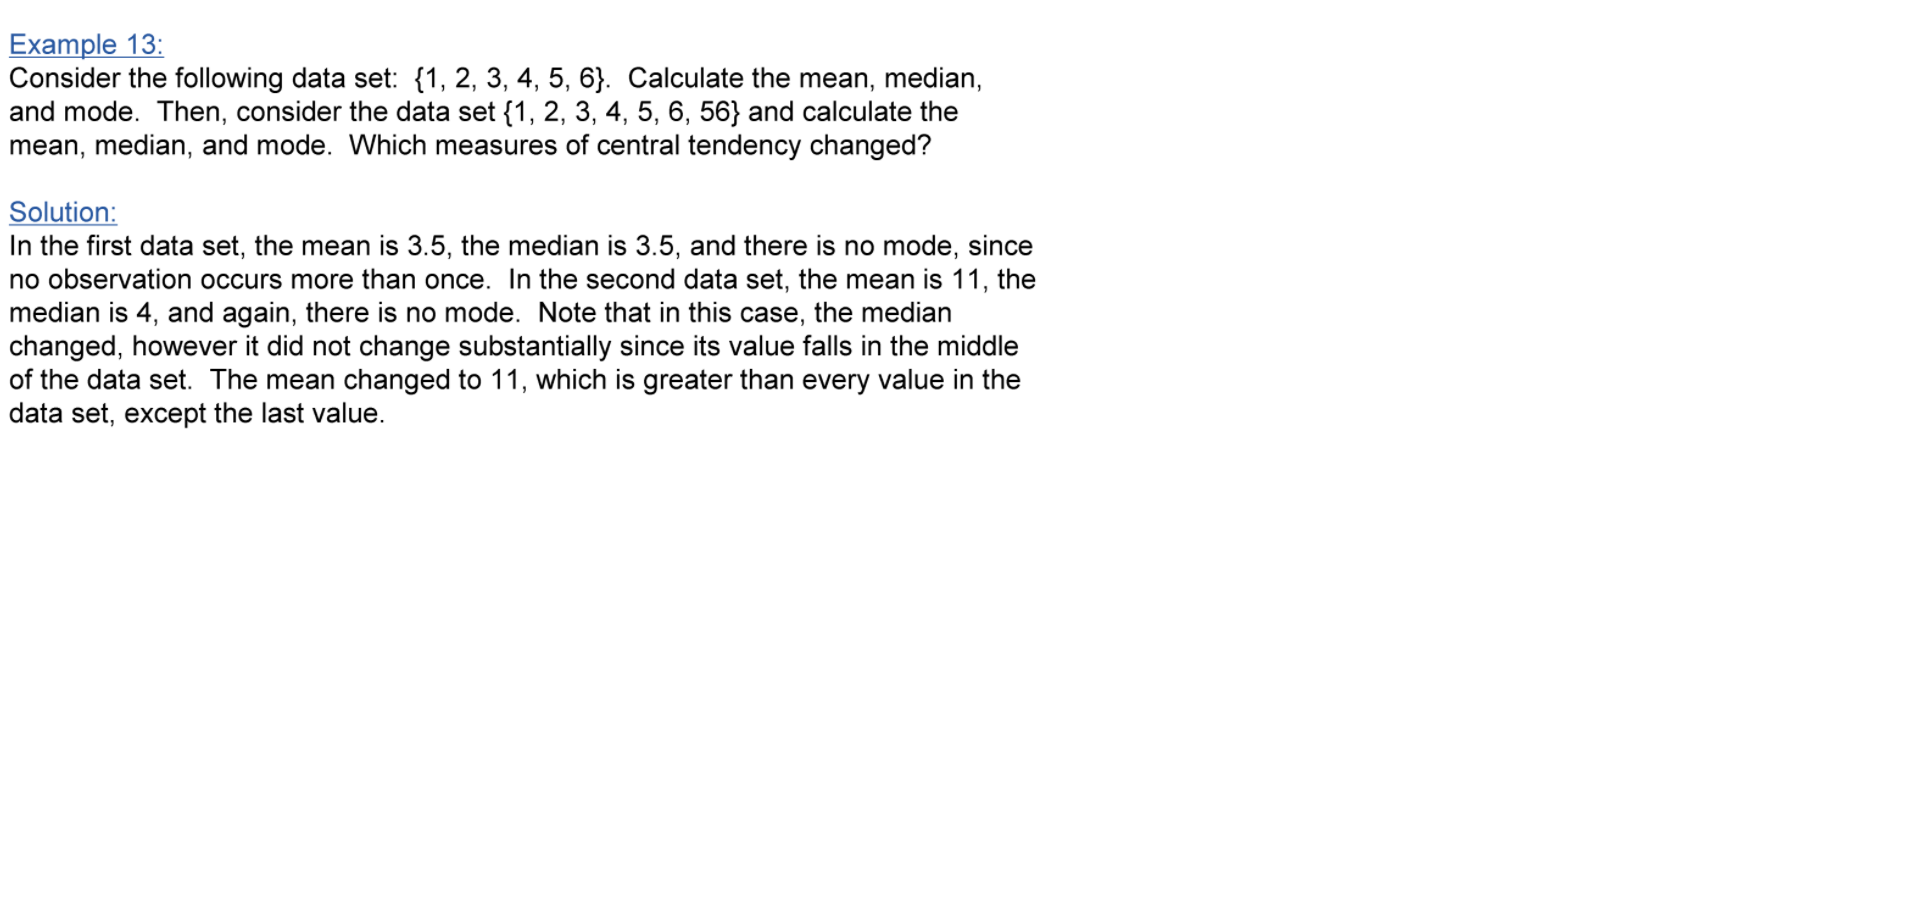 Example 13:
Consider the following data set:  {1, 2, 3, 4, 5, 6}.  Calculate the mean, median,
and mode.  Then, consider the data set {1, 2, 3, 4, 5, 6, 56} and calculate the
mean, median, and mode.  Which measures of central tendency changed?
Solution:
In the first data set, the mean is 3.5, the median is 3.5, and there is no mode, since
no observation occurs more than once.  In the second data set, the mean is 11, the
median is 4, and again, there is no mode.  Note that in this case, the median
changed, however it did not change substantially since its value falls in the middle
of the data set.  The mean changed to 11, which is greater than every value in the
data set, except the last value.